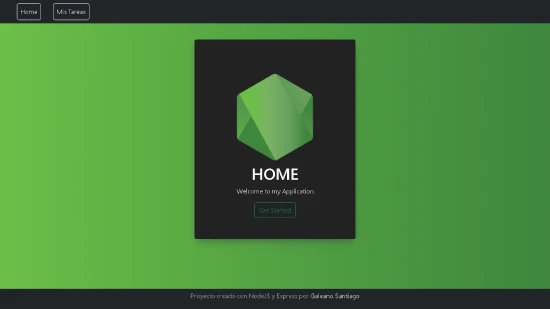 Home
Mis Tareas
HOME
Welcome to my Application
Get Started
Proyecto creado con NodeJS y Express por Galeano Santiago